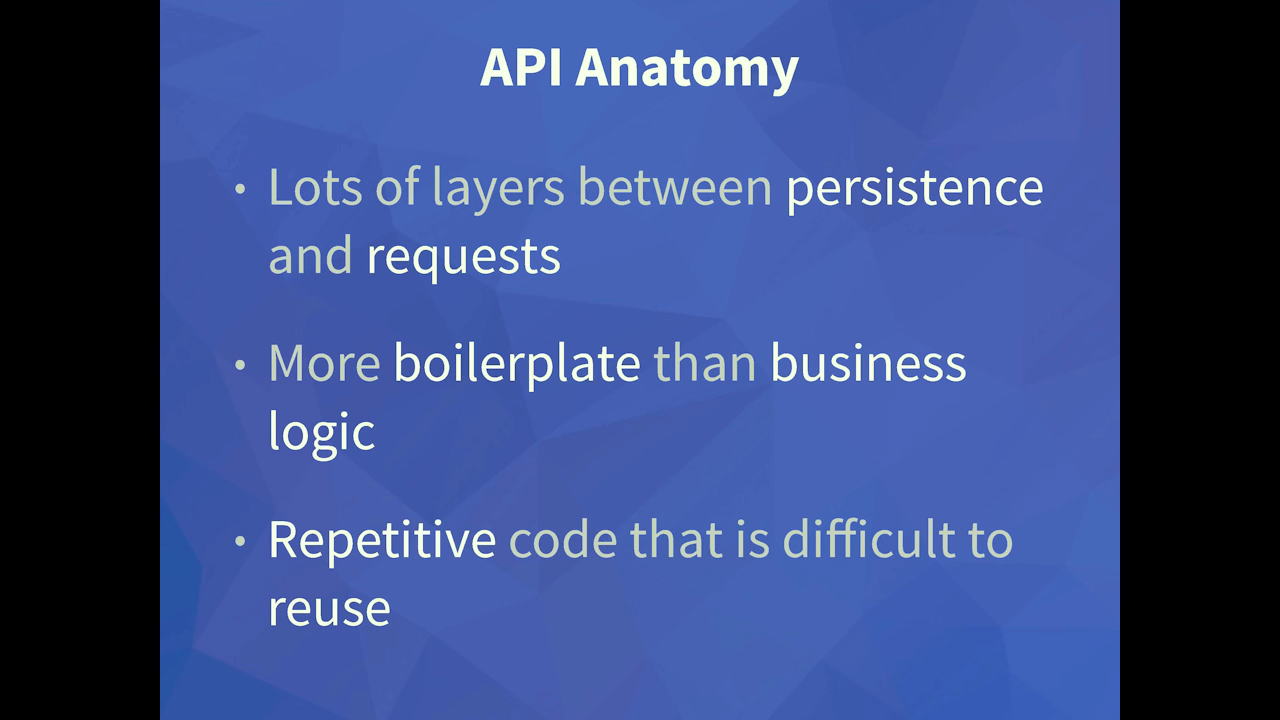 API Anatomy
• Lots of layers between persistence
and requests
• More boilerplate than business
logic
• Repetitive code that is difficult to
reuse